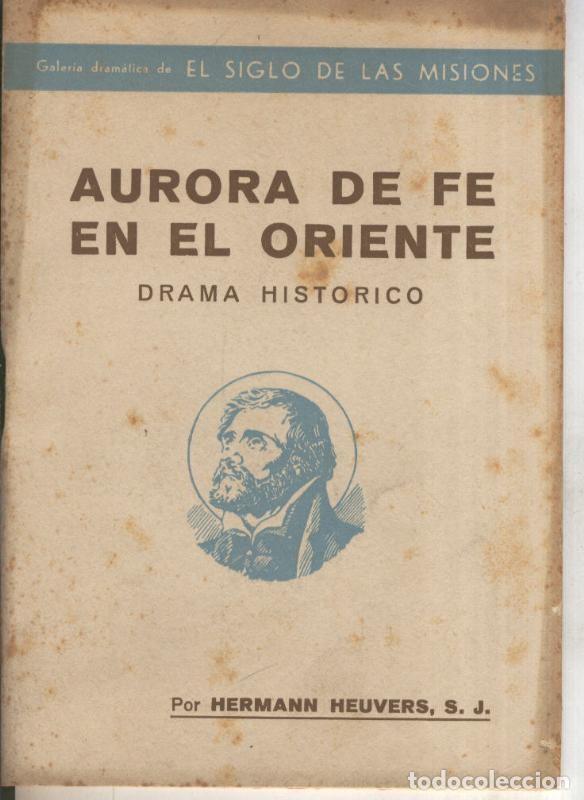 Galería dramática de EL SIGLO DE LAS MISIONES
AURORA DE FE
EN EL ORIENTE
DRAMA HISTORICO
Por HERMANN HEUVERS, S. J.
todocoleccion.net